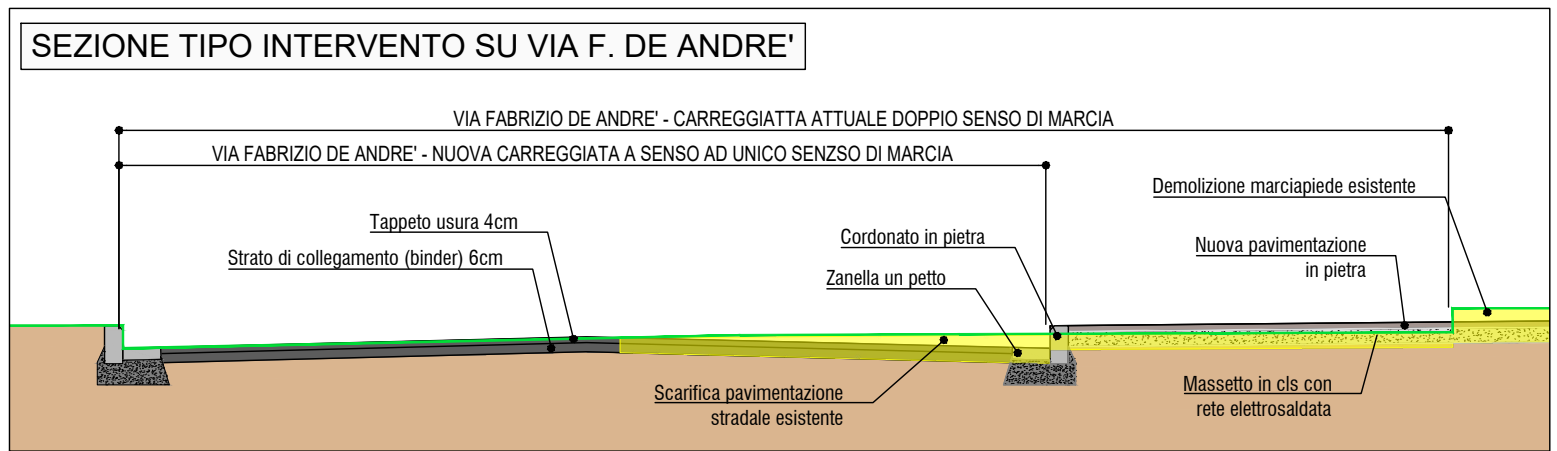 SEZIONE TIPO INTERVENTO SU VIA F. DE ANDRE'
VIA FABRIZIO DE ANDRE' - CARREGGIATTA ATTUALE DOPPIO SENSO DI MARCIA
VIA FABRIZIO DE ANDRE' - NUOVA CARREGGIATA A SENSO AD UNICO SENZSO DI MARCIA
Demolizione marciapiede esistente
Tappeto usura 4cm
Cordonato in pietra
Nuova pavimentazione
in pietra
Strato di collegamento (binder) 6cm
Zanella un petto
Scarifica pavimentazione
stradale esistente
Massetto in cls con
rete elettrosaldata